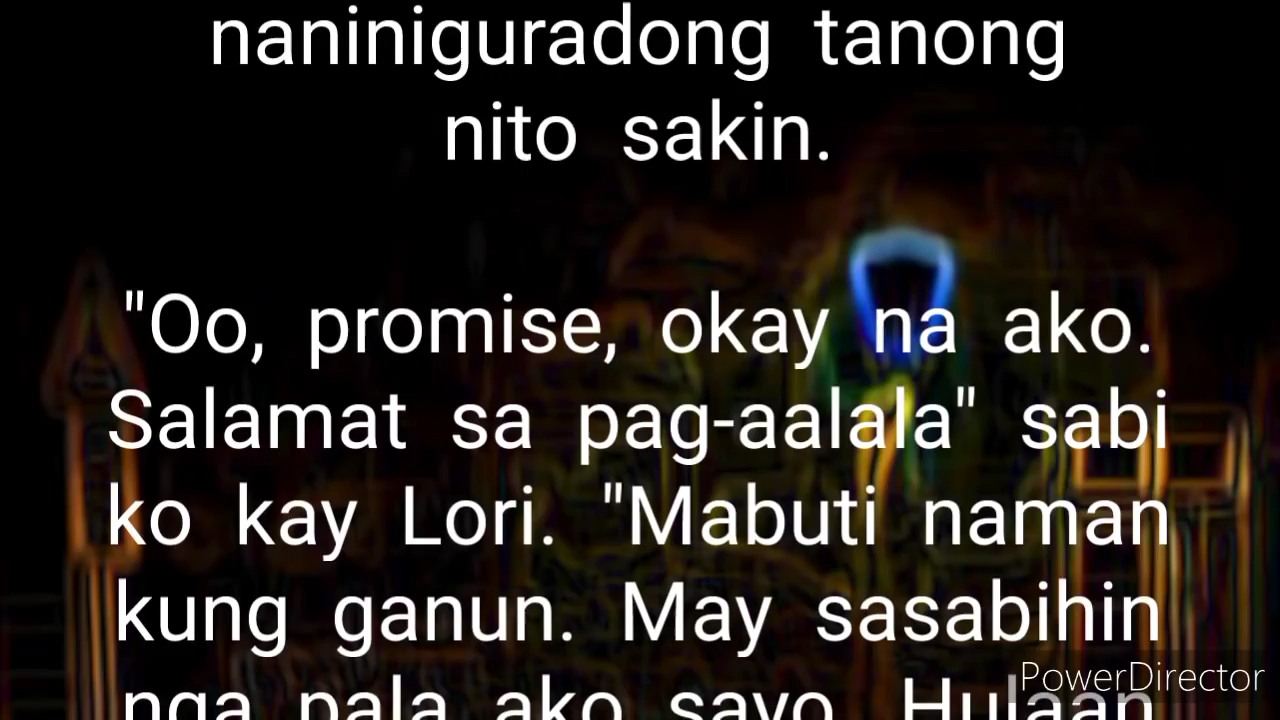 naniniguradong tanong
nito sakin.
"Oo, promise, okay na ako.
Salamat sa pag-aalala" sabi
ko kay Lori. "Mabuti naman
kung ganun. May sasabihin
nga pala ako sayo. Hulaan
PowerDirector